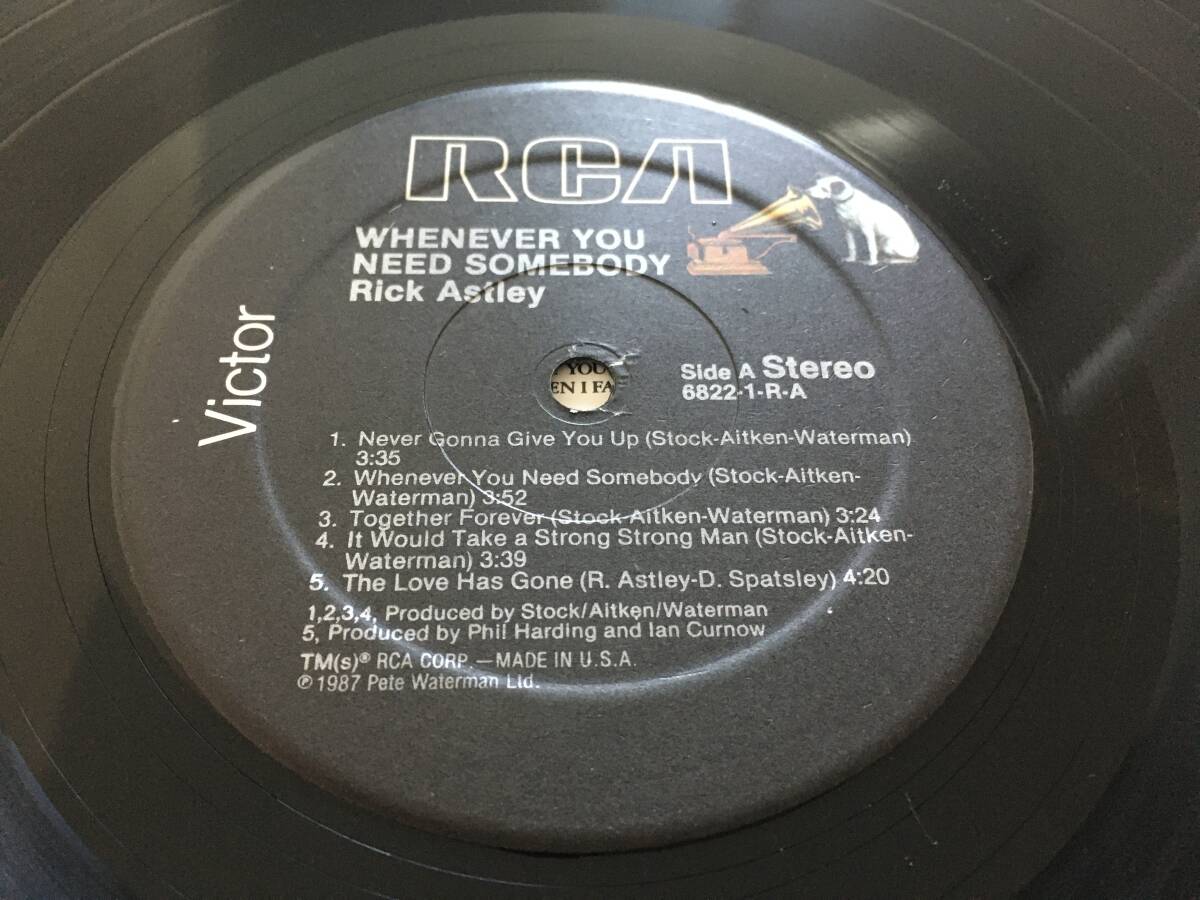 RCA
WHENEVER YOU
NEED SOMEBODY
Rick Astley
Victor
Side A Stereo
6822-1-R-A
YOU
EN I FA
1. Never Gonna Give You Up (Stock-Aitken-Waterman)
3:35
2. Whenever You Need Somebody (Stock-Aitken-
Waterman) 3:52
3. Together Forever (Stock-Aitken-Waterman) 3:24
4. It Would Take a Strong Strong Man (Stock-Aitken-
Waterman) 3:39
5. The Love Has Gone (R. Astley-D. Spatsley) 4:20
1,2,3,4, Produced by Stock/Aitken/Waterman
5, Produced by Phil Harding and Ian Curnow
TM(s)® RCA CORP.—MADE IN U.S.A.
℗ 1987 Pete Waterman Ltd.